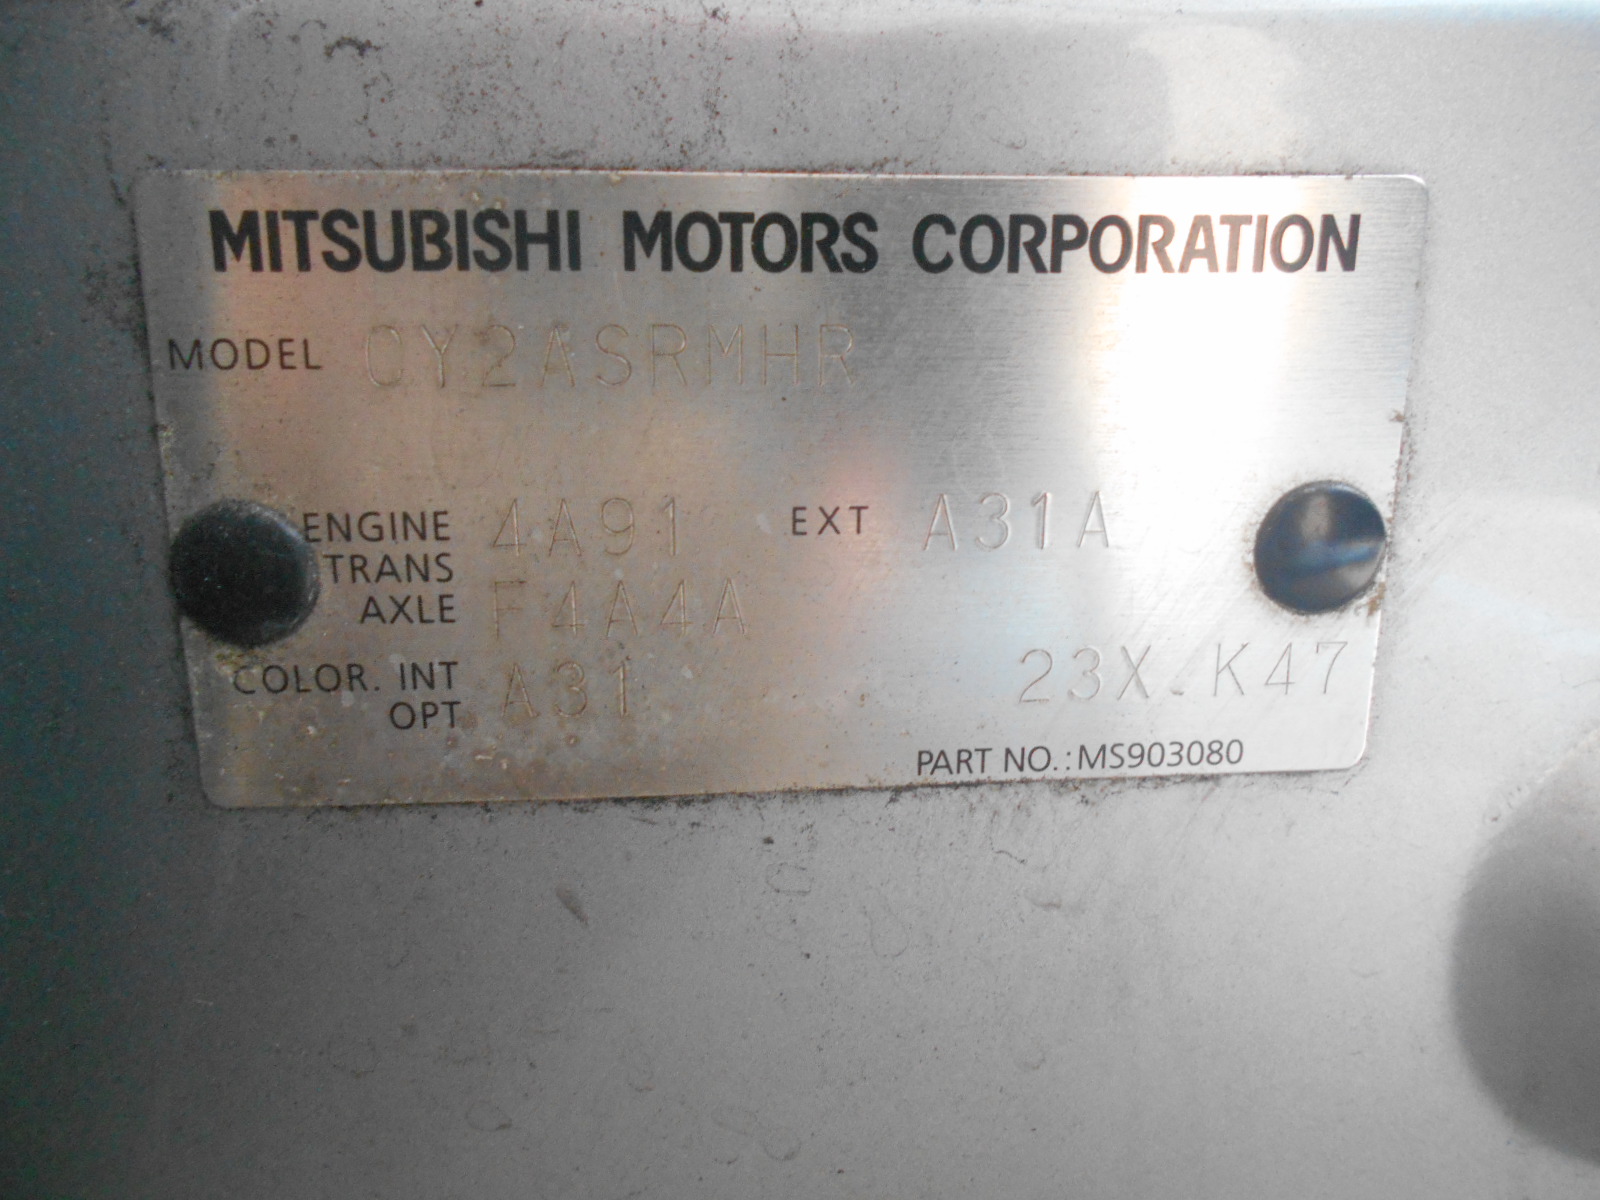 MITSUBISHI MOTORS CORPORATION
MODEL CY2ASRMHR
ENGINE 4A91 EXT A31A
TRANS
AXLE F4A4A
COLOR. INT A31 23X.K47
OPT
PART NO.:MS903080